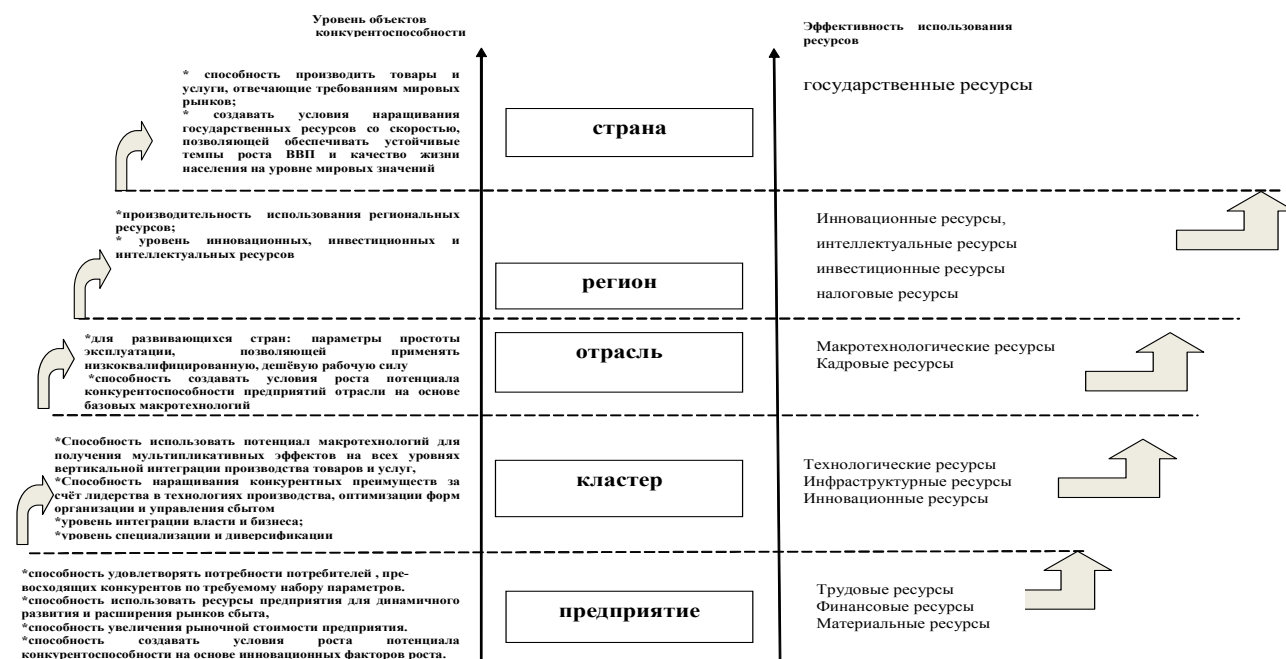 Уровень объектов
конкурентоспособности
Эффективность использования
ресурсов
* способность производить товары и
услуги, отвечающие требованиям мировых
рынков;
* создавать условия наращивания
государственных ресурсов со скоростью,
позволяющей обеспечивать устойчивые
темпы роста ВВП и качество жизни
населения на уровне мировых значений
страна
государственные ресурсы
*производительность использования региональных
ресурсов;
* уровень инновационных, инвестиционных и
интеллектуальных ресурсов
регион
Инновационные ресурсы,
интеллектуальные ресурсы
инвестиционные ресурсы
налоговые ресурсы
*для развивающихся стран: параметры простоты
эксплуатации, позволяющей применять
низкоквалифицированную, дешёвую рабочую силу
*способность создавать условия роста потенциала
конкурентоспособности предприятий отрасли на основе
базовых макротехнологий
отрасль
Макротехнологические ресурсы
Кадровые ресурсы
*Способность использовать потенциал макротехнологий для
получения мультипликативных эффектов на всех уровнях
вертикальной интеграции производства товаров и услуг,
*Способность наращивания конкурентных преимуществ за
счёт лидерства в технологиях производства, оптимизации форм
организации и управления сбытом
*уровень интеграции власти и бизнеса;
*уровень специализации и диверсификации
кластер
Технологические ресурсы
Инфраструктурные ресурсы
Инновационные ресурсы
*способность удовлетворять потребности потребителей , пре-
восходящих конкурентов по требуемому набору параметров.
*способность использовать ресурсы предприятия для динамичного
развития и расширения рынков сбыта,
*способность увеличения рыночной стоимости предприятия.
*способность создавать условия роста потенциала
конкурентоспособности на основе инновационных факторов роста.
предприятие
Трудовые ресурсы
Финансовые ресурсы
Материальные ресурсы